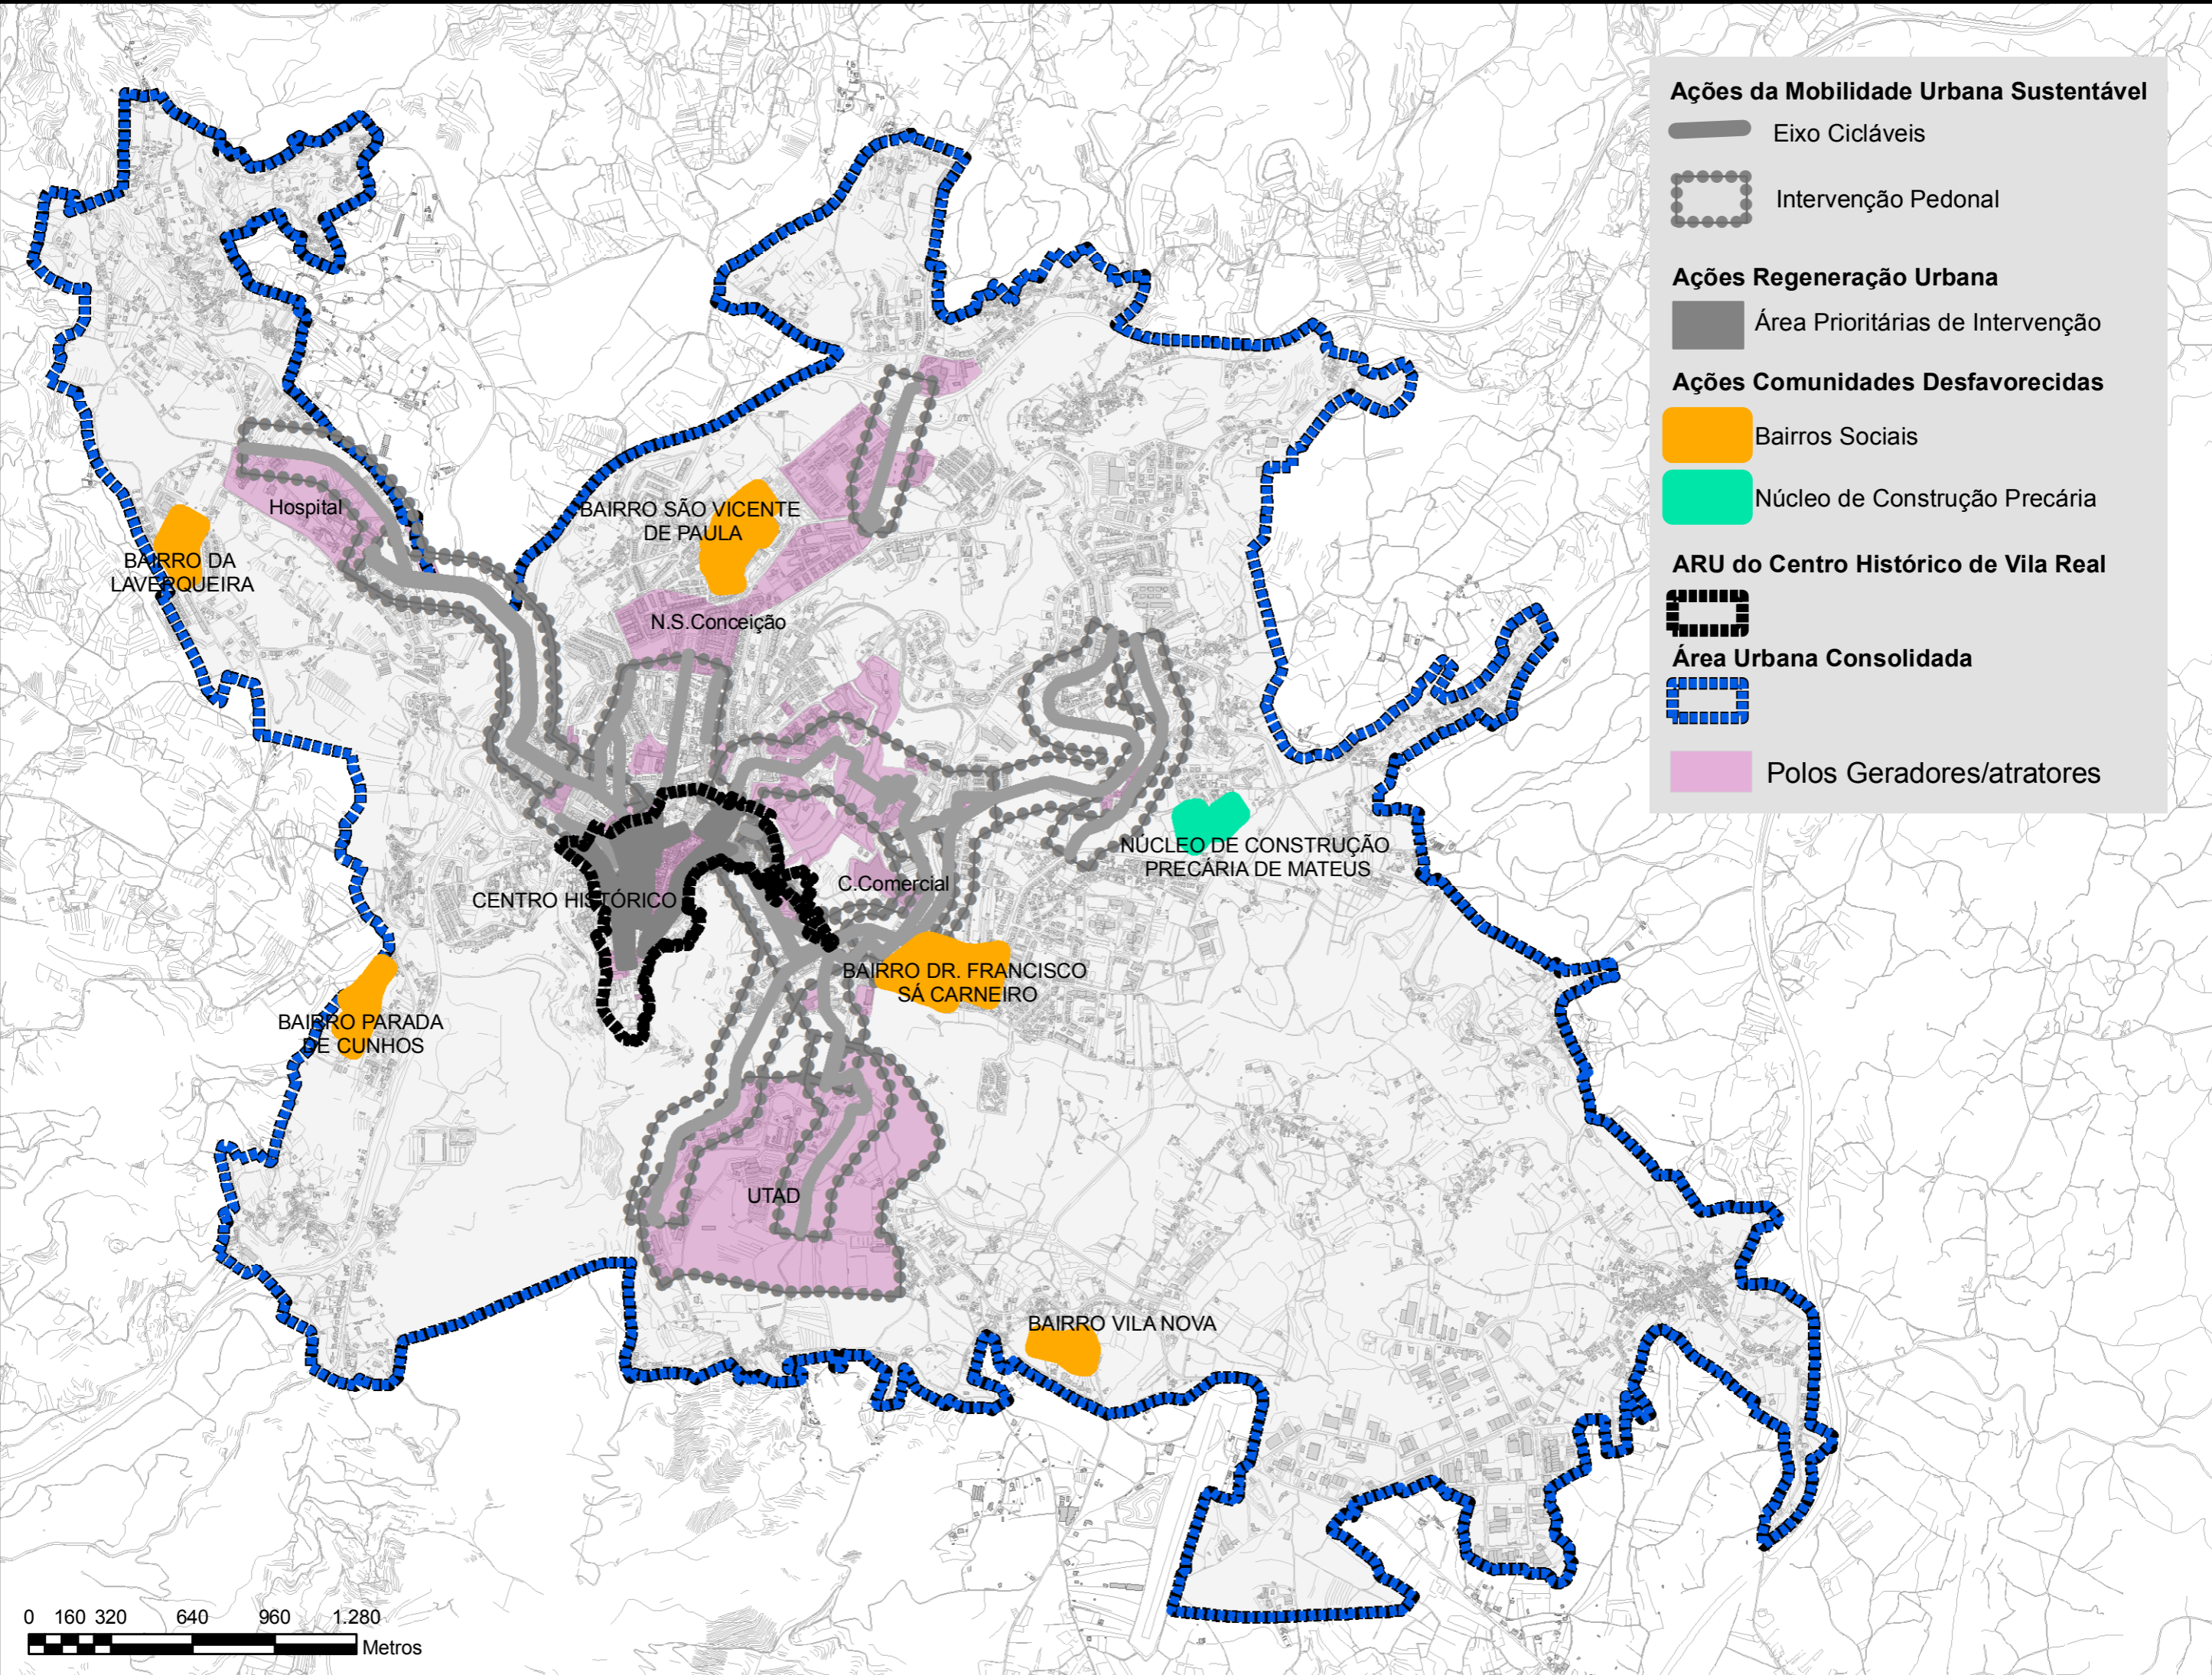 Ações da Mobilidade Urbana Sustentável
Eixo Cicláveis
Intervenção Pedonal
Ações Regeneração Urbana
Área Prioritárias de Intervenção
Ações Comunidades Desfavorecidas
Bairros Sociais
Núcleo de Construção Precária
ARU do Centro Histórico de Vila Real
Área Urbana Consolidada
Polos Geradores/atratores
Hospital
BAIRRO SÃO VICENTE
DE PAULA
BAIRRO DA
LAVERQUEIRA
N.S.Conceição
NÚCLEO DE CONSTRUÇÃO
PRECÁRIA DE MATEUS
C.Comercial
CENTRO HISTÓRICO
BAIRRO DR. FRANCISCO
SÁ CARNEIRO
BAIRRO PARADA
DE CUNHOS
UTAD
BAIRRO VILA NOVA
0 160 320 640 960 1.280
Metros